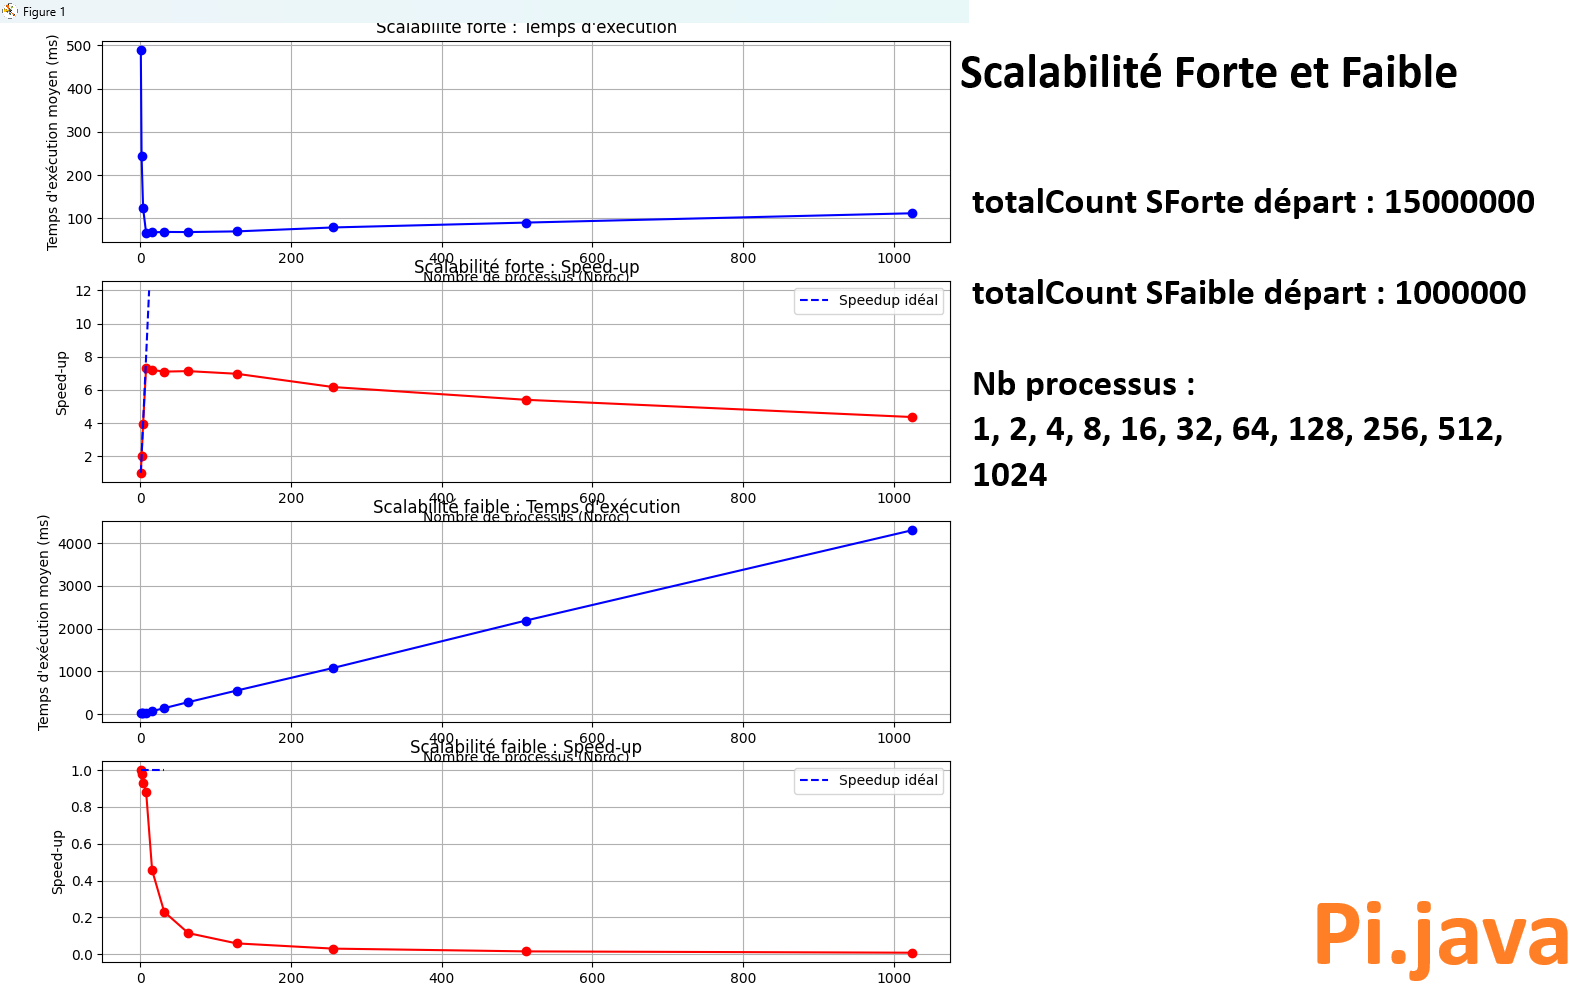 Figure 1
Scalabilité forte : Temps d'exécution
Temps d'exécution moyen (ms)
500
400
300
200
100
0 200 400 600 800 1000
Nombre de processus (Nproc)
Scalabilité forte : Speed-up
Speed-up
12
10
8
6
4
2
Speedup idéal
0 200 400 600 800 1000
Nombre de processus (Nproc)
Scalabilité faible : Temps d'exécution
Temps d'exécution moyen (ms)
4000
3000
2000
1000
0
0 200 400 600 800 1000
Nombre de processus (Nproc)
Scalabilité faible : Speed-up
Speed-up
1.0
0.8
0.6
0.4
0.2
0.0
Speedup idéal
0 200 400 600 800 1000
Scalabilité Forte et Faible
totalCount SForte départ : 15000000
totalCount SFaible départ : 1000000
Nb processus :
1, 2, 4, 8, 16, 32, 64, 128, 256, 512,
1024
Pi.java